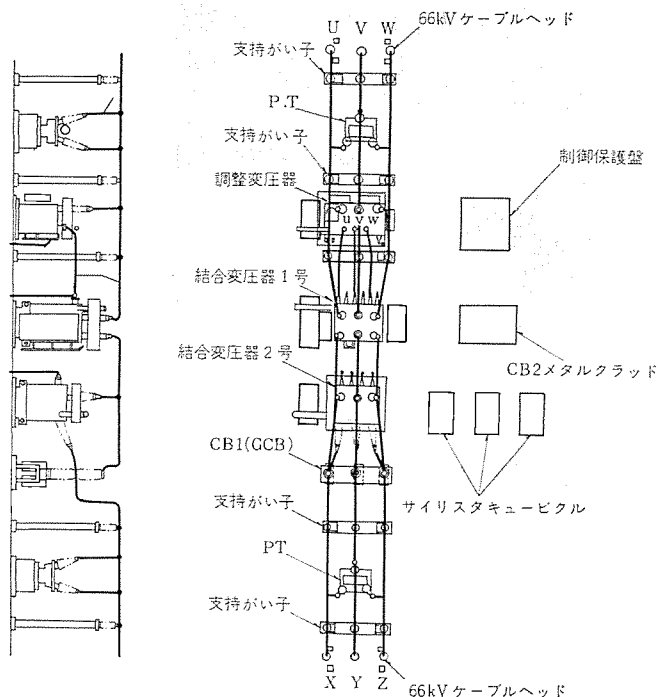 U V W
66kVケーブルヘッド
支持がい子
P.T
支持がい子
制御保護盤
調整変圧器
u v w
結合変圧器1号
CB2メタルクラッド
結合変圧器2号
CB1(GCB)
サイリスタキュービクル
支持がい子
PT
支持がい子
66kVケーブルヘッド
X Y Z